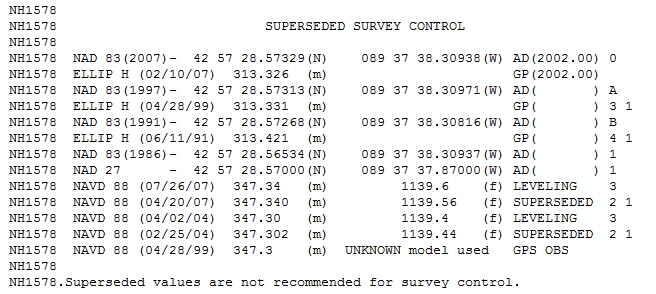 NH1578
NH1578                          SUPERSEDED SURVEY CONTROL
NH1578
NH1578  NAD 83(2007)-  42 57 28.57329(N)    089 37 38.30938(W) AD(2002.00) 0
NH1578  ELLIP H (02/10/07)  313.326  (m)                       GP(2002.00)
NH1578  NAD 83(1997)-  42 57 28.57313(N)    089 37 38.30971(W) AD(       ) A
NH1578  ELLIP H (04/28/99)  313.331  (m)                       GP(       ) 3 1
NH1578  NAD 83(1991)-  42 57 28.57268(N)    089 37 38.30816(W) AD(       ) B
NH1578  ELLIP H (06/11/91)  313.421  (m)                       GP(       ) 4 1
NH1578  NAD 83(1986)-  42 57 28.56534(N)    089 37 38.30937(W) AD(       ) 1
NH1578  NAD 27      -  42 57 28.57000(N)    089 37 37.87000(W) AD(       ) 1
NH1578  NAVD 88 (07/26/07)  347.34   (m)         1139.6    (f) LEVELING    3
NH1578  NAVD 88 (04/20/07)  347.340  (m)         1139.56   (f) SUPERSEDED  2 1
NH1578  NAVD 88 (04/02/04)  347.30   (m)         1139.4    (f) LEVELING    3
NH1578  NAVD 88 (02/25/04)  347.302  (m)         1139.44   (f) SUPERSEDED  2 1
NH1578  NAVD 88 (04/28/99)  347.3    (m)  UNKNOWN model used   GPS OBS
NH1578
NH1578.Superseded values are not recommended for survey control.